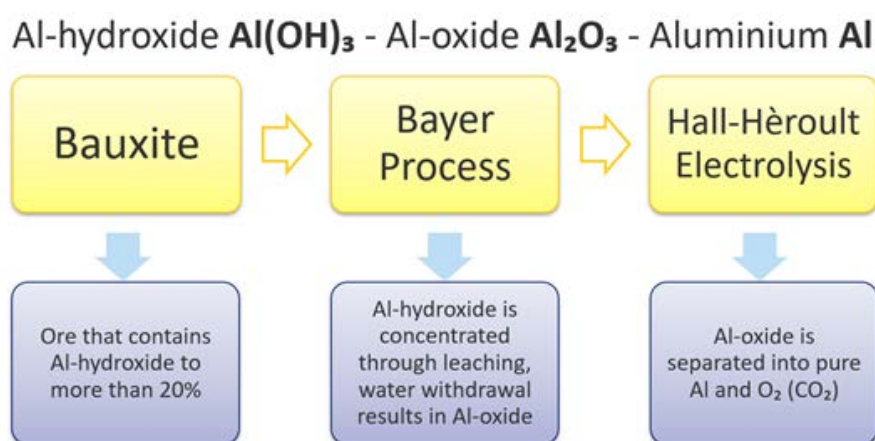 Al-hydroxide Al(OH)₃ - Al-oxide Al₂O₃ - Aluminium Al
Bauxite
Bayer
Process
Hall-Hèroult
Electrolysis
Ore that contains
Al-hydroxide to
more than 20%
Al-hydroxide is
concentrated
through leaching,
water withdrawal
results in Al-oxide
Al-oxide is
separated into pure
Al and O₂ (CO₂)